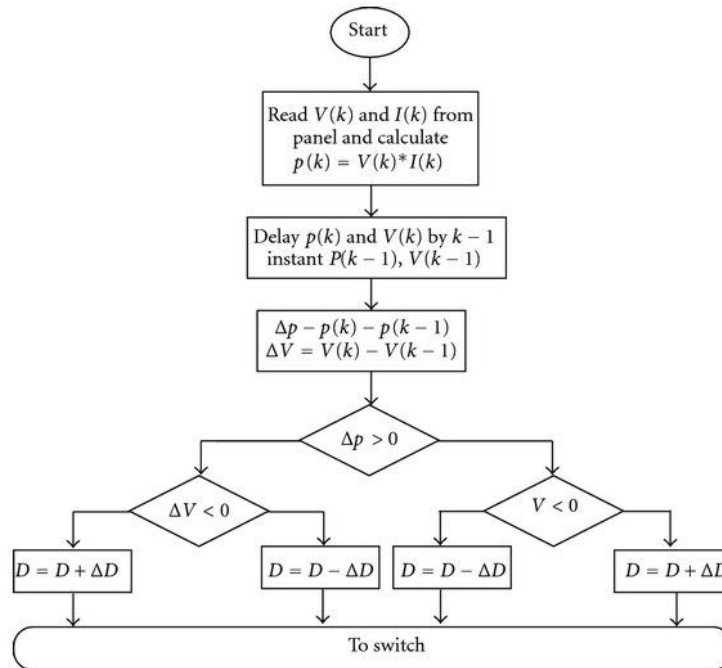 Start
Read V(k) and I(k) from
panel and calculate
p(k) = V(k)*I(k)
Delay p(k) and V(k) by k − 1
instant P(k − 1), V(k − 1)
Δp − p(k) − p(k − 1)
ΔV = V(k) − V(k − 1)
Δp > 0
ΔV < 0
V < 0
D = D + ΔD
D = D − ΔD
D = D − ΔD
D = D + ΔD
To switch